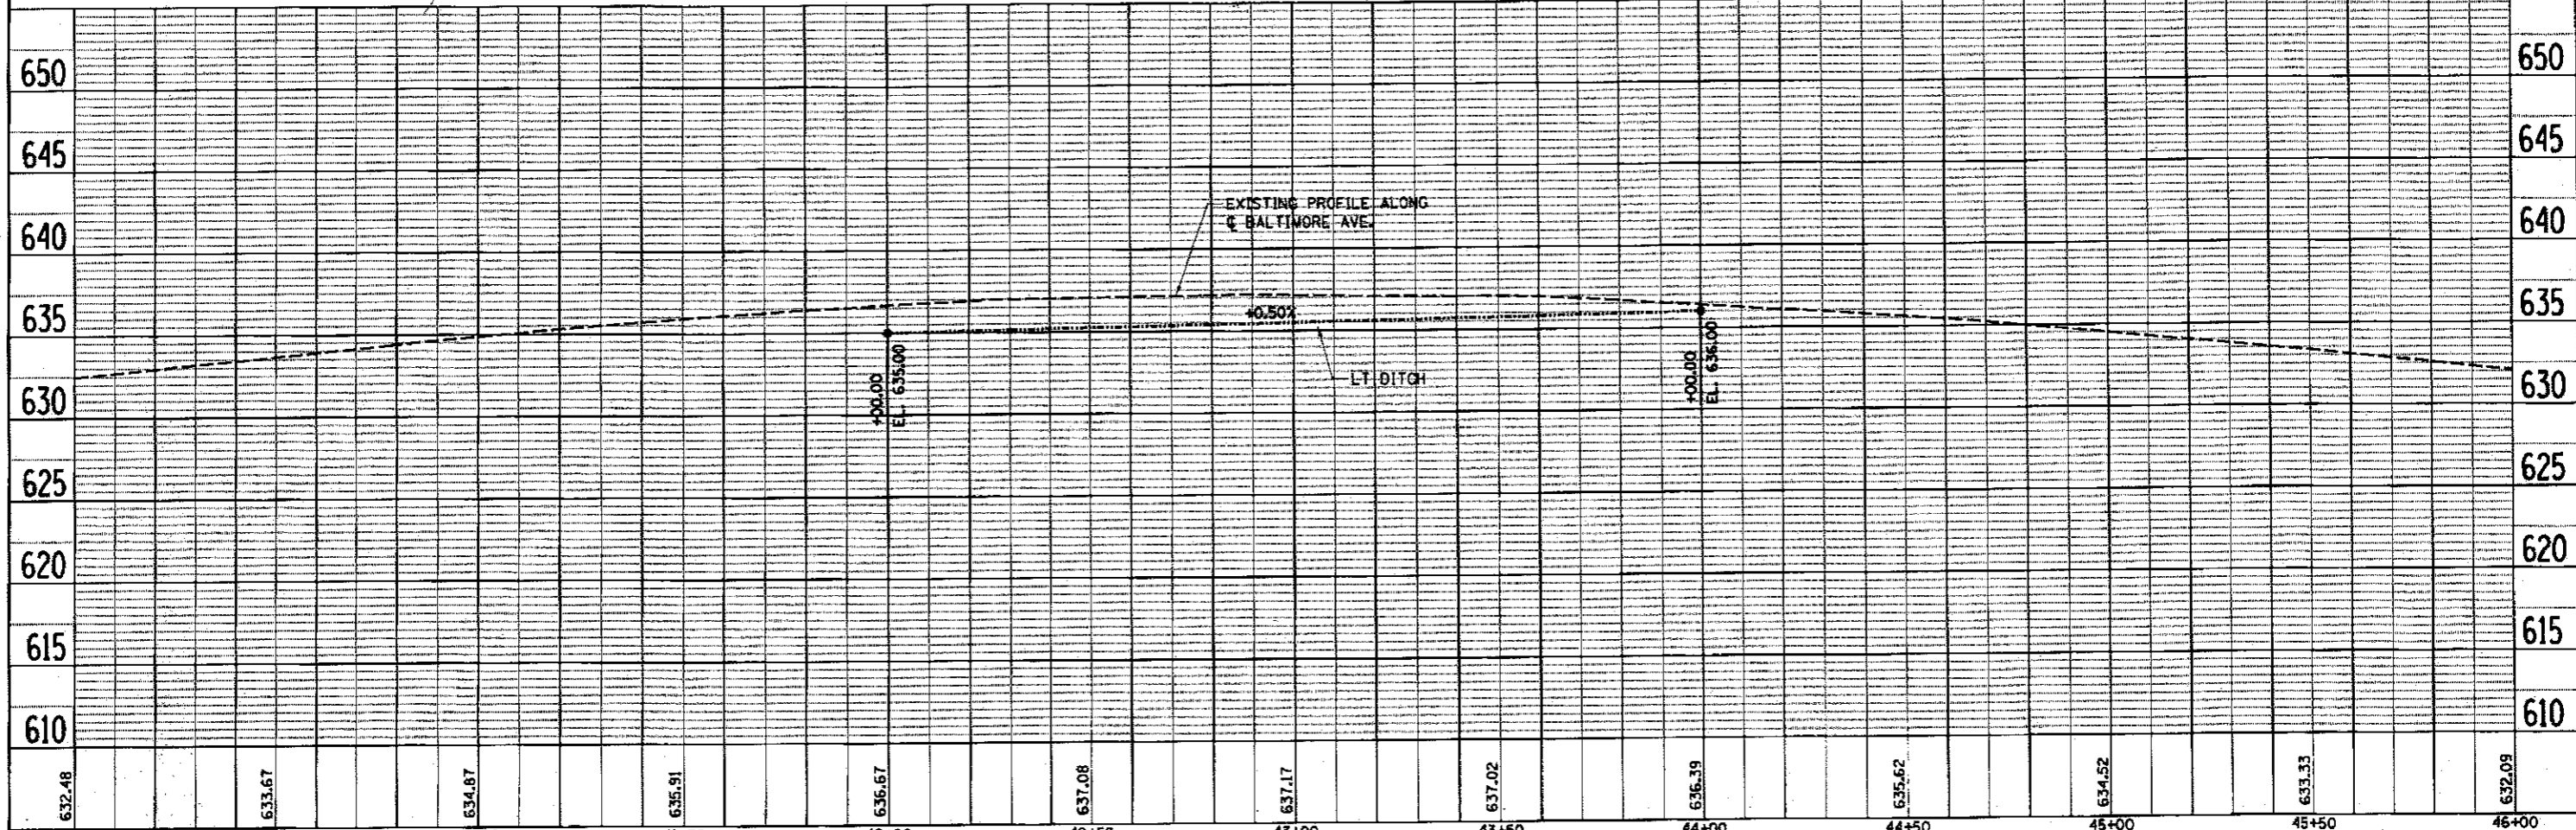 650 650
645 645
EXISTING PROFILE ALONG
℄ BALTIMORE AVE.
640 640
635 +0.50% 635
+00.00
EL. 635.00
LT DITCH
+00.00
EL. 636.00
630 630
625 625
620 620
615 615
610 610
632.48 633.67 634.87 635.91 636.67 637.08 637.17 637.02 636.39 635.62 634.52 633.33 632.09
43+00 43+50 44+00 44+50 45+00 45+50 46+00